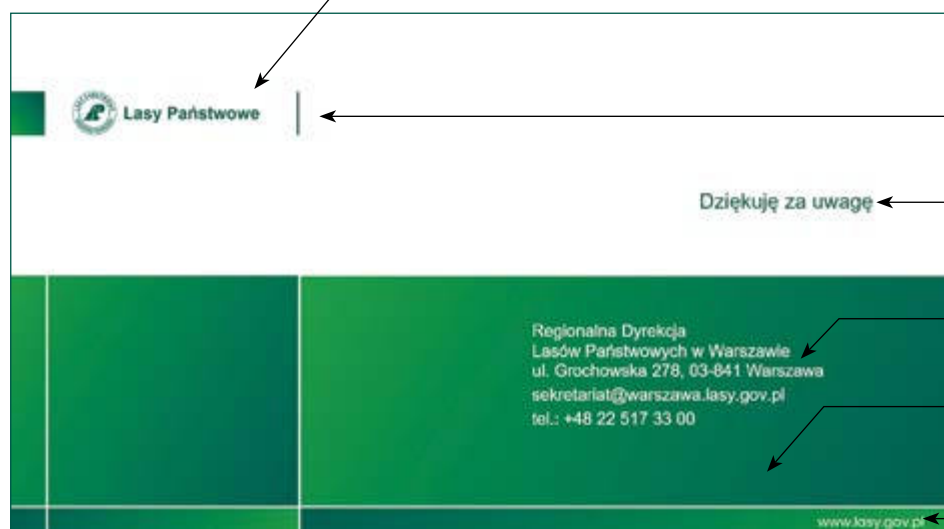 Lasy Państwowe
Dziękuję za uwagę
Regionalna Dyrekcja
Lasów Państwowych w Warszawie
ul. Grochowska 278, 03-841 Warszawa
sekretariat@warszawa.lasy.gov.pl
tel.: +48 22 517 33 00
www.lasy.gov.pl